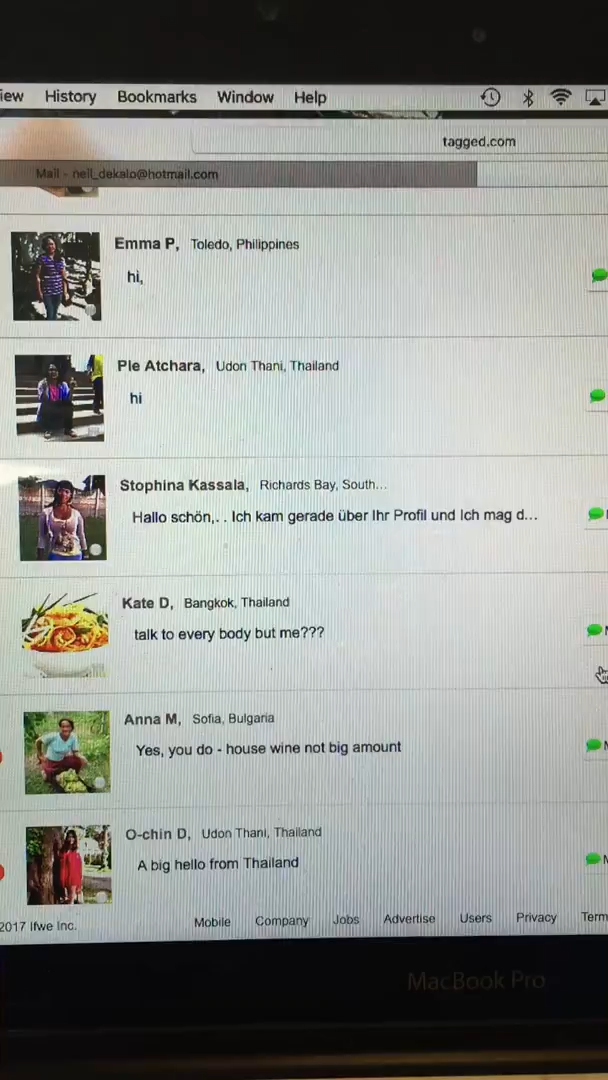 iew History Bookmarks Window Help
tagged.com
Mail - neil_dekalo@hotmail.com
Emma P, Toledo, Philippines
hi,
Ple Atchara, Udon Thani, Thailand
hi
Stophina Kassala, Richards Bay, South...
Hallo schön,. . Ich kam gerade über Ihr Profil und Ich mag d...
Kate D, Bangkok, Thailand
talk to every body but me???
Anna M, Sofia, Bulgaria
Yes, you do - house wine not big amount
O-chin D, Udon Thani, Thailand
A big hello from Thailand
2017 Ifwe Inc. Mobile Company Jobs Advertise Users Privacy Term
MacBook Pro